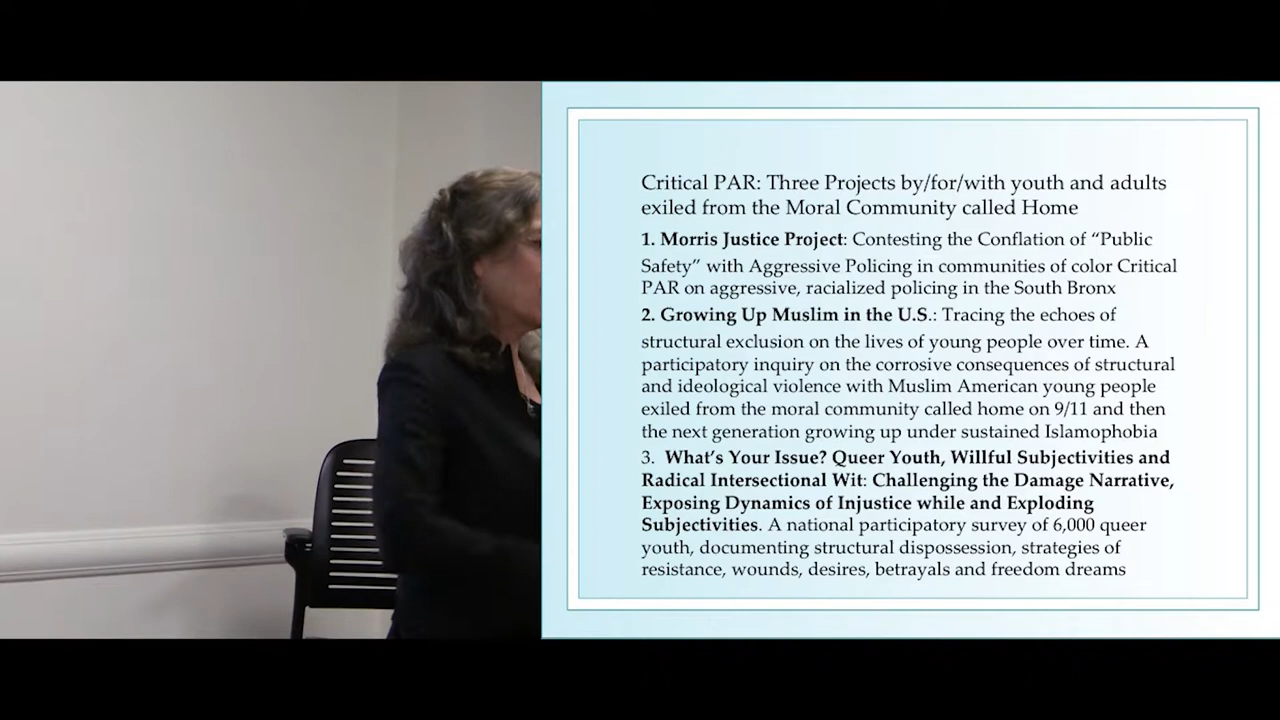 Critical PAR: Three Projects by/for/with youth and adults
exiled from the Moral Community called Home
1. Morris Justice Project: Contesting the Conflation of “Public
Safety” with Aggressive Policing in communities of color Critical
PAR on aggressive, racialized policing in the South Bronx
2. Growing Up Muslim in the U.S.: Tracing the echoes of
structural exclusion on the lives of young people over time. A
participatory inquiry on the corrosive consequences of structural
and ideological violence with Muslim American young people
exiled from the moral community called home on 9/11 and then
the next generation growing up under sustained Islamophobia
3. What’s Your Issue? Queer Youth, Willful Subjectivities and
Radical Intersectional Wit: Challenging the Damage Narrative,
Exposing Dynamics of Injustice while and Exploding
Subjectivities. A national participatory survey of 6,000 queer
youth, documenting structural dispossession, strategies of
resistance, wounds, desires, betrayals and freedom dreams